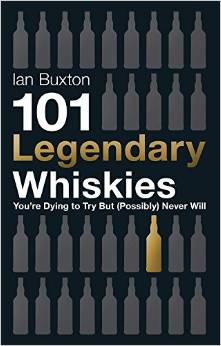 Ian Buxton
101
Legendary
Whiskies
You're Dying to Try But (Possibly) Never Will